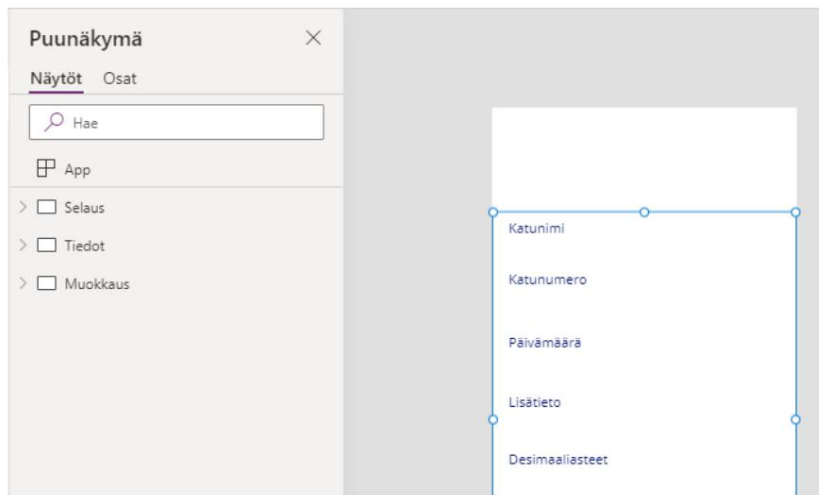 Puunäkymä
Näytöt Osat
Hae
App
Selaus
Tiedot
Muokkaus
Katunimi
Katunumero
Päivämäärä
Lisätieto
Desimaaliasteet